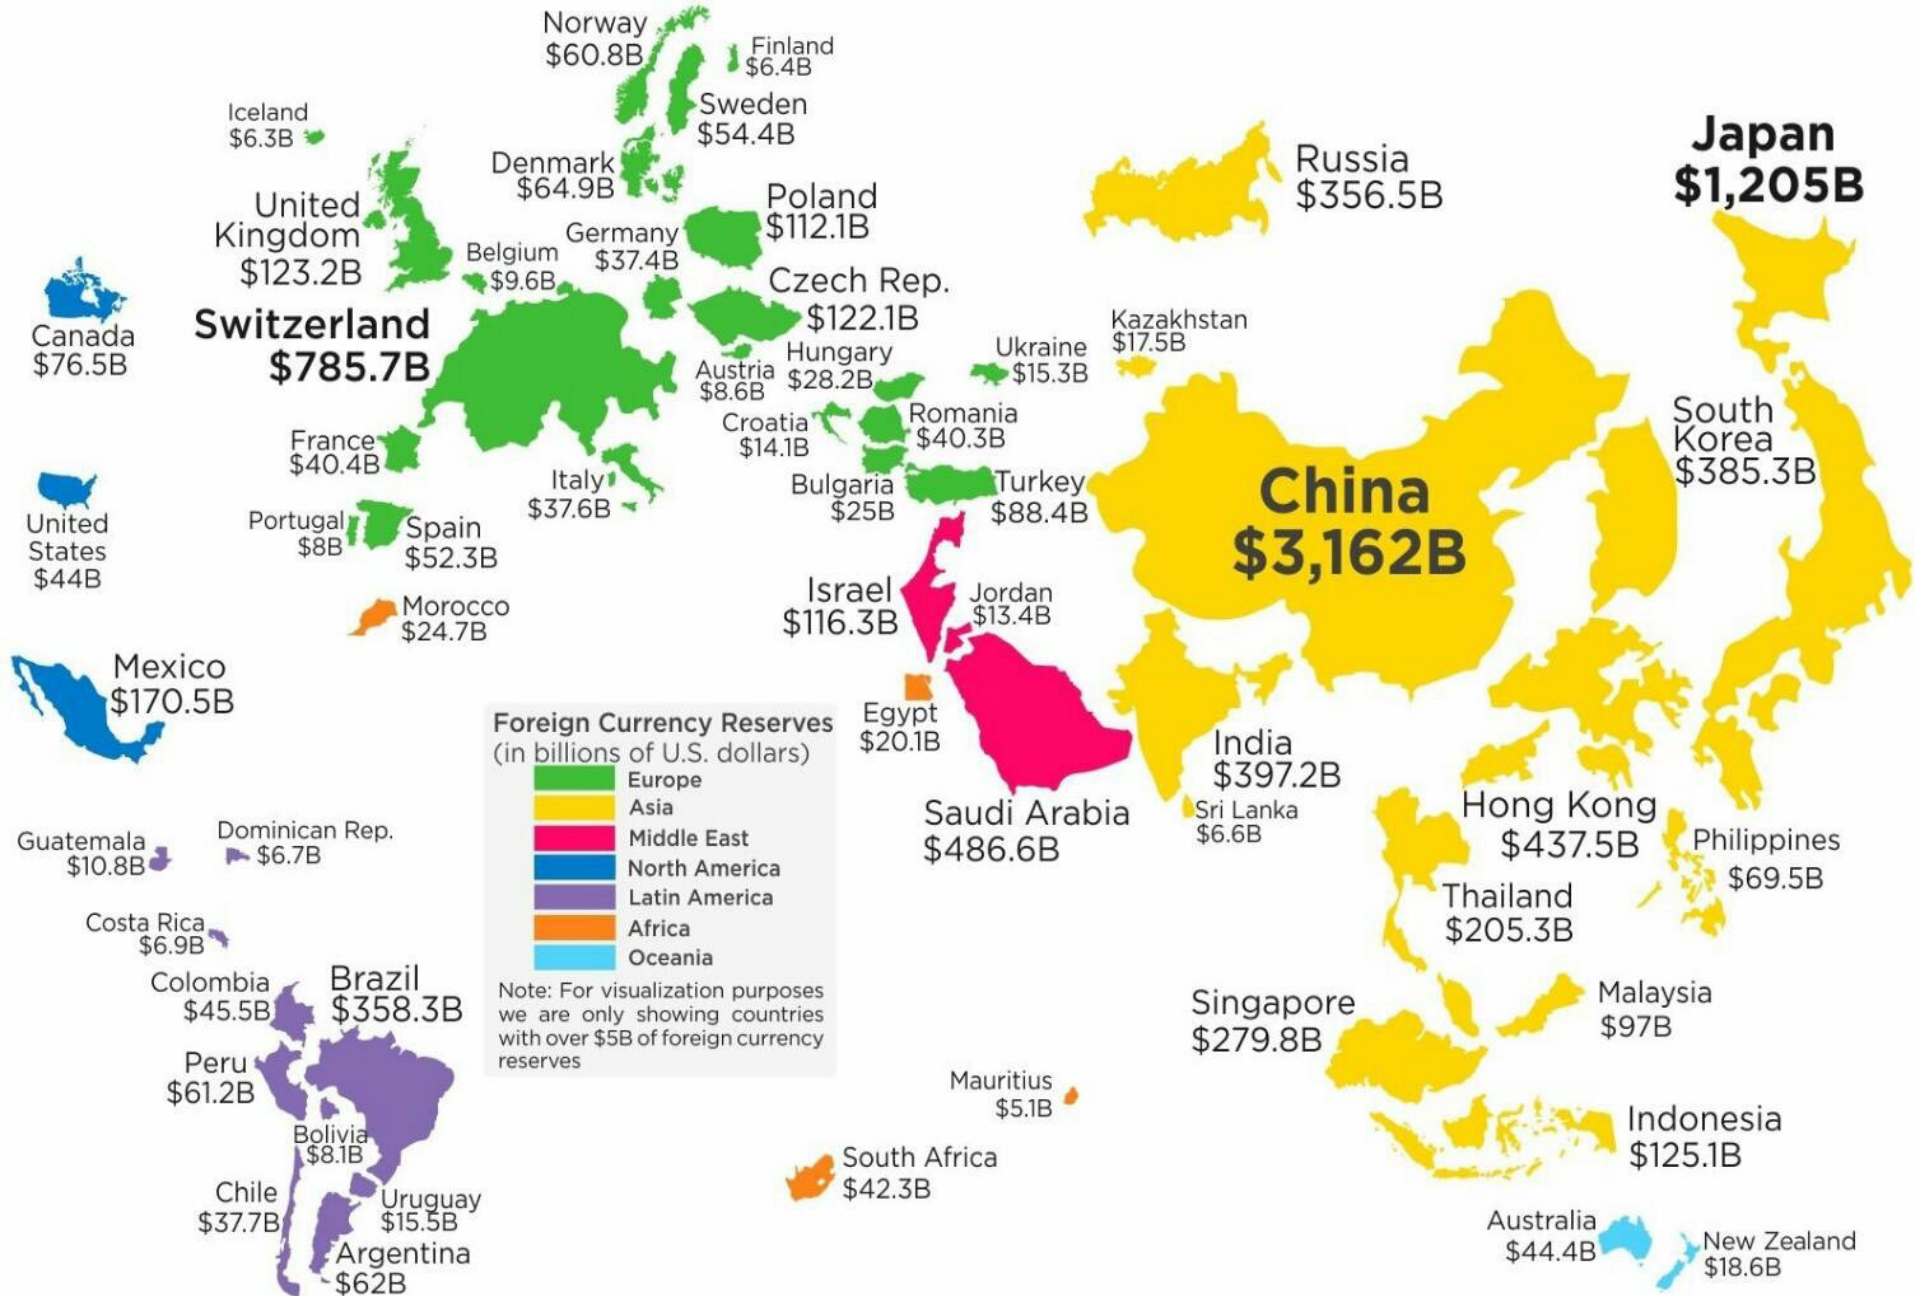 Norway
$60.8B
Finland
$6.4B
Sweden
$54.4B
Iceland
$6.3B
Denmark
$64.9B
United
Kingdom
$123.2B
Belgium
$9.6B
Germany
$37.4B
Poland
$112.1B
Czech Rep.
$122.1B
Switzerland
$785.7B
Austria
$8.6B
Hungary
$28.2B
Ukraine
$15.3B
Croatia
$14.1B
Romania
$40.3B
France
$40.4B
Italy
$37.6B
Bulgaria
$25B
Turkey
$88.4B
Portugal
$8B
Spain
$52.3B
Canada
$76.5B
United
States
$44B
Mexico
$170.5B
Morocco
$24.7B
Israel
$116.3B
Jordan
$13.4B
Egypt
$20.1B
Saudi Arabia
$486.6B
Russia
$356.5B
Kazakhstan
$17.5B
Japan
$1,205B
South
Korea
$385.3B
China
$3,162B
India
$397.2B
Sri Lanka
$6.6B
Hong Kong
$437.5B
Philippines
$69.5B
Thailand
$205.3B
Singapore
$279.8B
Malaysia
$97B
Indonesia
$125.1B
Foreign Currency Reserves
(in billions of U.S. dollars)
Europe
Asia
Middle East
North America
Latin America
Africa
Oceania
Note: For visualization purposes
we are only showing countries
with over $5B of foreign currency
reserves
Guatemala
$10.8B
Dominican Rep.
$6.7B
Costa Rica
$6.9B
Colombia
$45.5B
Brazil
$358.3B
Peru
$61.2B
Bolivia
$8.1B
Chile
$37.7B
Uruguay
$15.5B
Argentina
$62B
Mauritius
$5.1B
South Africa
$42.3B
Australia
$44.4B
New Zealand
$18.6B